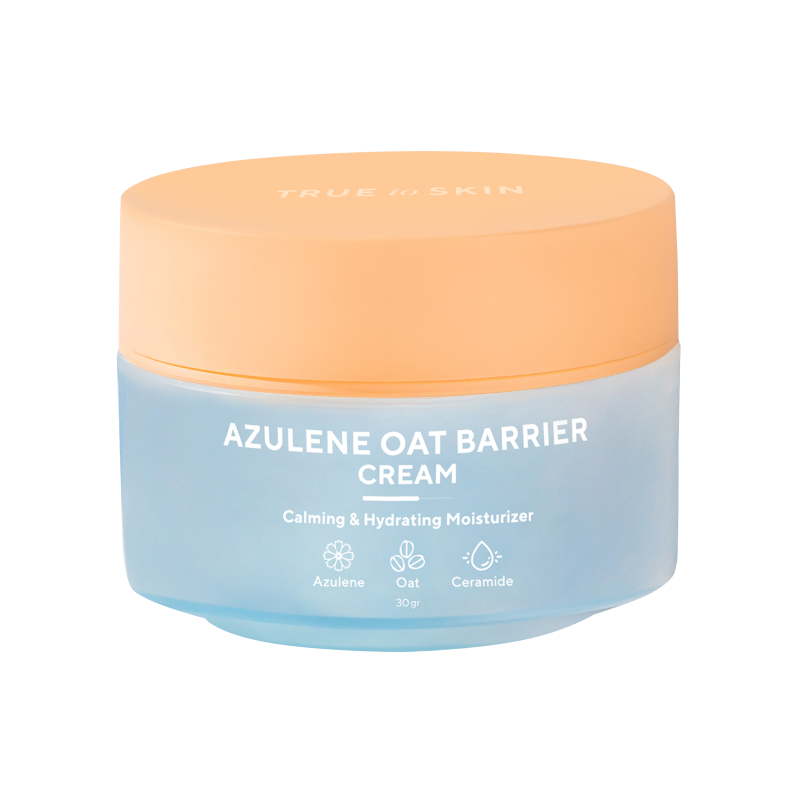 TRUE to SKIN
AZULENE OAT BARRIER
CREAM
Calming & Hydrating Moisturizer
Azulene Oat Ceramide
30gr